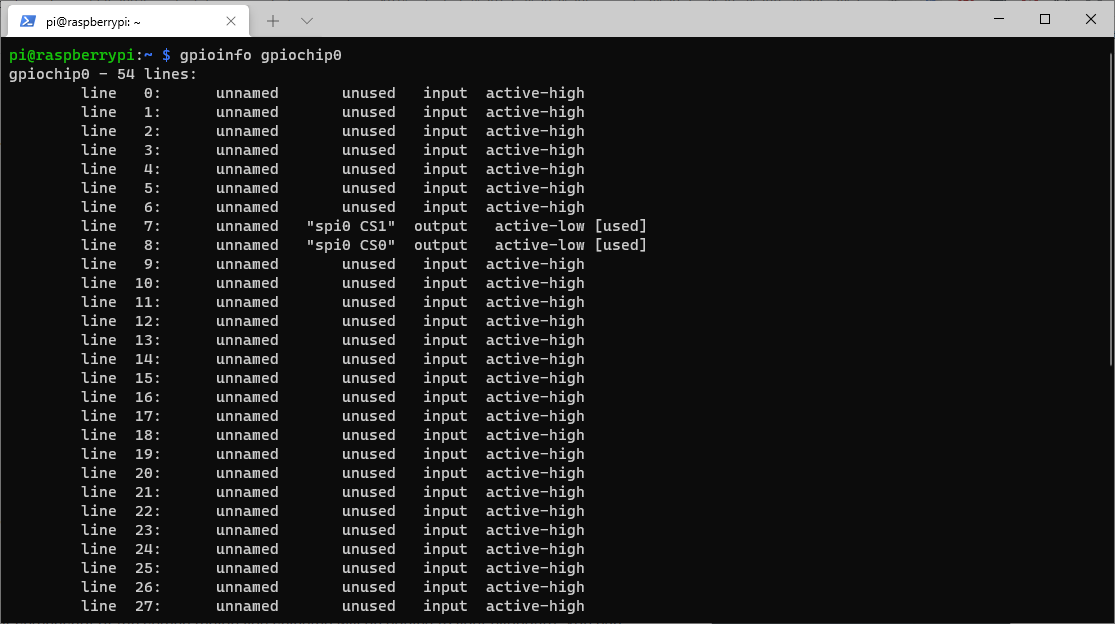 pi@raspberrypi: ~
pi@raspberrypi:~ $ gpioinfo gpiochip0
gpiochip0 - 54 lines:
        line   0:      unnamed       unused   input  active-high
        line   1:      unnamed       unused   input  active-high
        line   2:      unnamed       unused   input  active-high
        line   3:      unnamed       unused   input  active-high
        line   4:      unnamed       unused   input  active-high
        line   5:      unnamed       unused   input  active-high
        line   6:      unnamed       unused   input  active-high
        line   7:      unnamed   "spi0 CS1"  output   active-low [used]
        line   8:      unnamed   "spi0 CS0"  output   active-low [used]
        line   9:      unnamed       unused   input  active-high
        line  10:      unnamed       unused   input  active-high
        line  11:      unnamed       unused   input  active-high
        line  12:      unnamed       unused   input  active-high
        line  13:      unnamed       unused   input  active-high
        line  14:      unnamed       unused   input  active-high
        line  15:      unnamed       unused   input  active-high
        line  16:      unnamed       unused   input  active-high
        line  17:      unnamed       unused   input  active-high
        line  18:      unnamed       unused   input  active-high
        line  19:      unnamed       unused   input  active-high
        line  20:      unnamed       unused   input  active-high
        line  21:      unnamed       unused   input  active-high
        line  22:      unnamed       unused   input  active-high
        line  23:      unnamed       unused   input  active-high
        line  24:      unnamed       unused   input  active-high
        line  25:      unnamed       unused   input  active-high
        line  26:      unnamed       unused   input  active-high
        line  27:      unnamed       unused   input  active-high